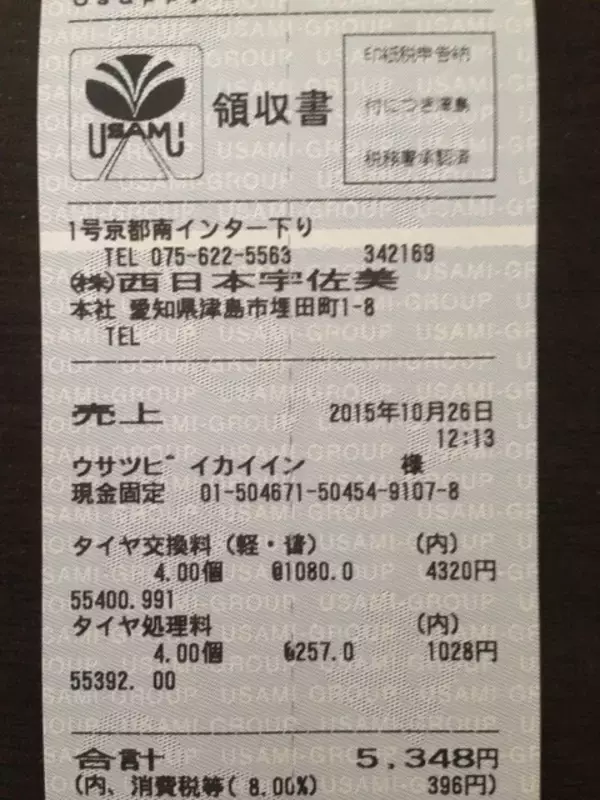 USAMI
領収書
印紙税申告納
付につき津島
税務署承認済
1号京都南インター下り
TEL 075-622-5563 342169
㈱西日本宇佐美
本社 愛知県津島市埋田町1-8
TEL
売上 2015年10月26日
12:13
ウサツピﾞイカイイン 様
現金固定 01-504671-50454-9107-8
タイヤ交換料(軽・普) (内)
4.00個 @1080.0 4320円
55400.991
タイヤ処理料 (内)
4.00個 @257.0 1028円
55392. 00
合計 5,348円
(内、消費税等( 8.00%) 396円)